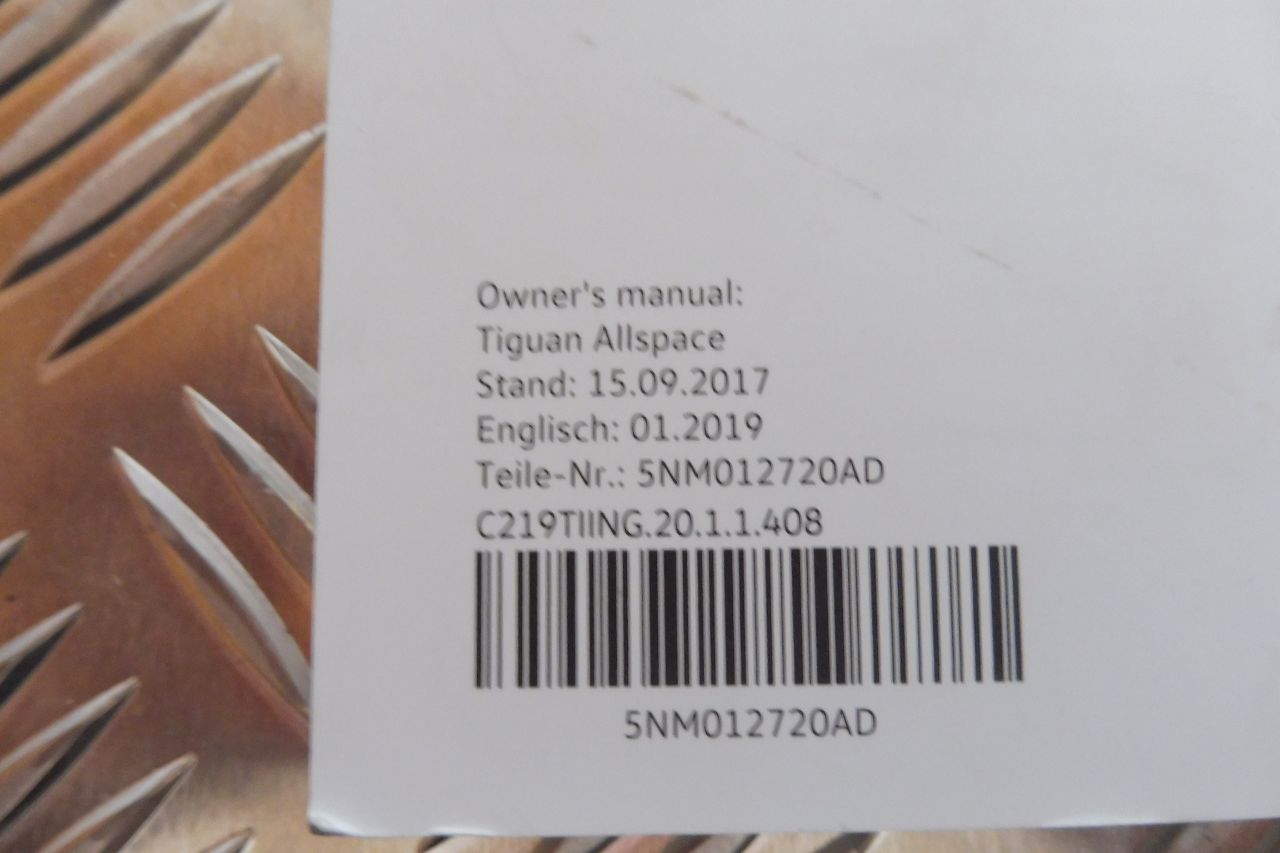 Owner's manual:
Tiguan Allspace
Stand: 15.09.2017
Englisch: 01.2019
Teile-Nr.: 5NM012720AD
C219TIING.20.1.1.408
5NM012720AD